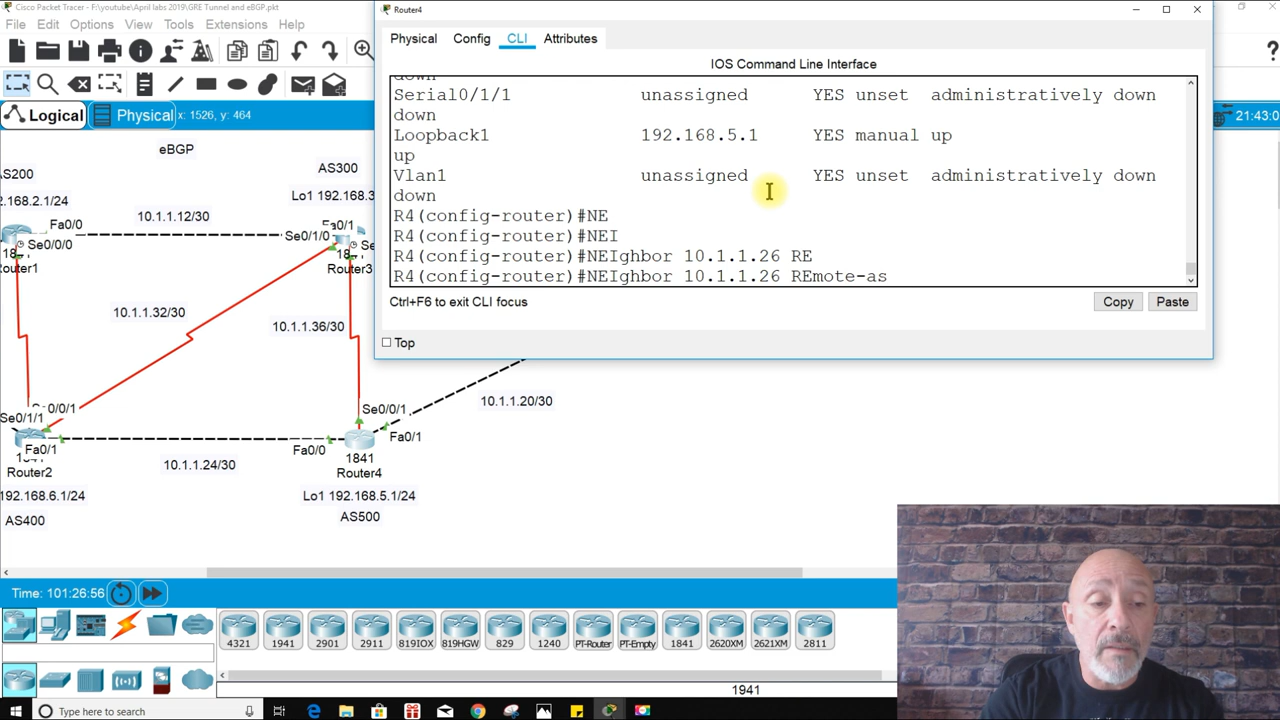 Cisco Packet Tracer - F:\youtube\April labs 2019\GRE Tunnel and eBGP.pkt
File Edit Options View Tools Extensions Help
Logical
Physical
x: 1526, y: 464
21:43:0
Router4
Physical Config CLI Attributes
IOS Command Line Interface
down
Serial0/1/1 unassigned YES unset administratively down
down
Loopback1 192.168.5.1 YES manual up
up
Vlan1 unassigned YES unset administratively down
down
R4(config-router)#NE
R4(config-router)#NEI
R4(config-router)#NEIghbor 10.1.1.26 RE
R4(config-router)#NEIghbor 10.1.1.26 REmote-as
Ctrl+F6 to exit CLI focus
Copy
Paste
Top
eBGP
AS200
AS300
.168.2.1/24
Lo1 192.168.3
10.1.1.12/30
Fa0/0
Fa0/1
Se0/0/0
Se0/1/0
Router1
Router3
10.1.1.32/30
10.1.1.36/30
10.1.1.20/30
Se0/0/1
Se0/1/1
Fa0/1
Fa0/0
Fa0/1
1841
Router2
1841
Router4
10.1.1.24/30
192.168.6.1/24
Lo1 192.168.5.1/24
AS400
AS500
Time: 101:26:56
4321 1941 2901 2911 819IOX 819HGW 829 1240 PT-Router PT-Empty 1841 2620XM 2621XM 2811
1941
Type here to search